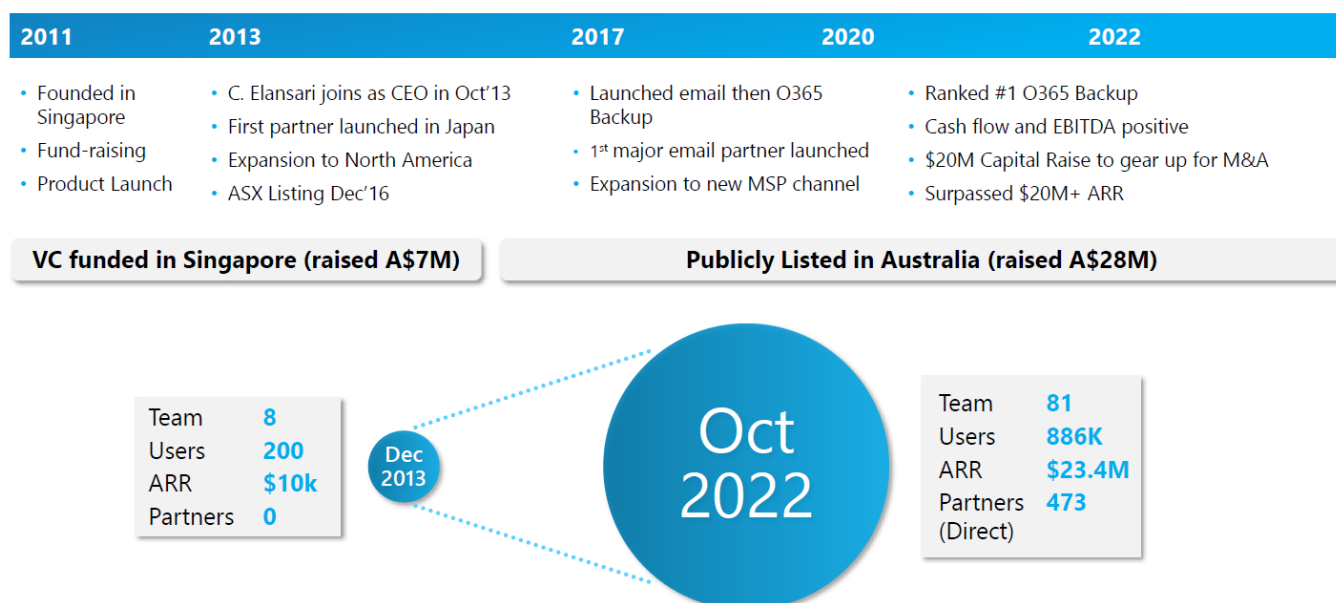 2011 2013 2017 2020 2022
• Founded in
Singapore
• Fund-raising
• Product Launch
• C. Elansari joins as CEO in Oct'13
• First partner launched in Japan
• Expansion to North America
• ASX Listing Dec'16
• Launched email then O365
Backup
• 1st major email partner launched
• Expansion to new MSP channel
• Ranked #1 O365 Backup
• Cash flow and EBITDA positive
• $20M Capital Raise to gear up for M&A
• Surpassed $20M+ ARR
VC funded in Singapore (raised A$7M)
Publicly Listed in Australia (raised A$28M)
Team 8
Users 200
ARR $10k
Partners 0
Dec
2013
Oct
2022
Team 81
Users 886K
ARR $23.4M
Partners 473
(Direct)